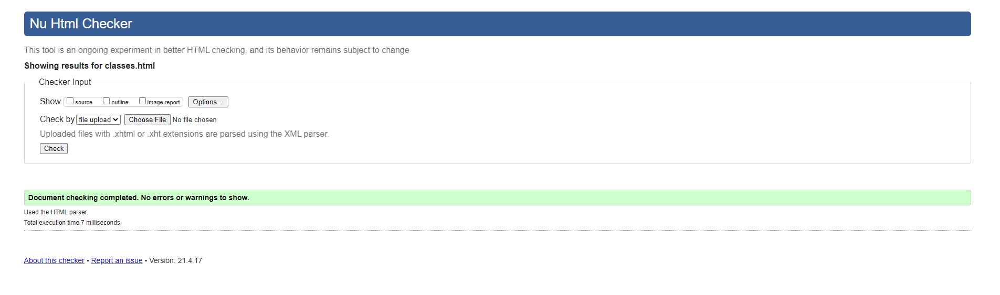 Nu Html Checker
This tool is an ongoing experiment in better HTML checking, and its behavior remains subject to change
Showing results for classes.html
Checker Input
Show source outline image report Options...
Check by file upload Choose File No file chosen
Uploaded files with .xhtml or .xht extensions are parsed using the XML parser.
Check
Document checking completed. No errors or warnings to show.
Used the HTML parser.
Total execution time 7 milliseconds.
About this checker • Report an issue • Version: 21.4.17